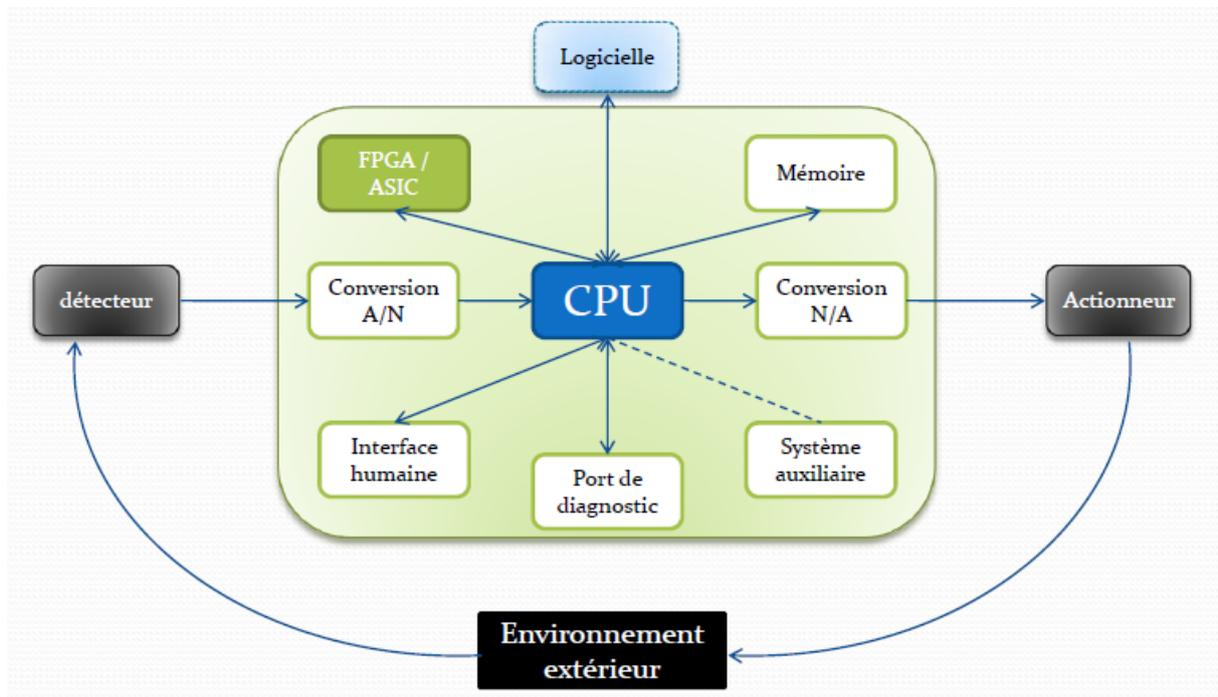 Logicielle
FPGA /
ASIC
Mémoire
détecteur
Conversion
A/N
CPU
Conversion
N/A
Actionneur
Interface
humaine
Port de
diagnostic
Système
auxiliaire
Environnement
extérieur